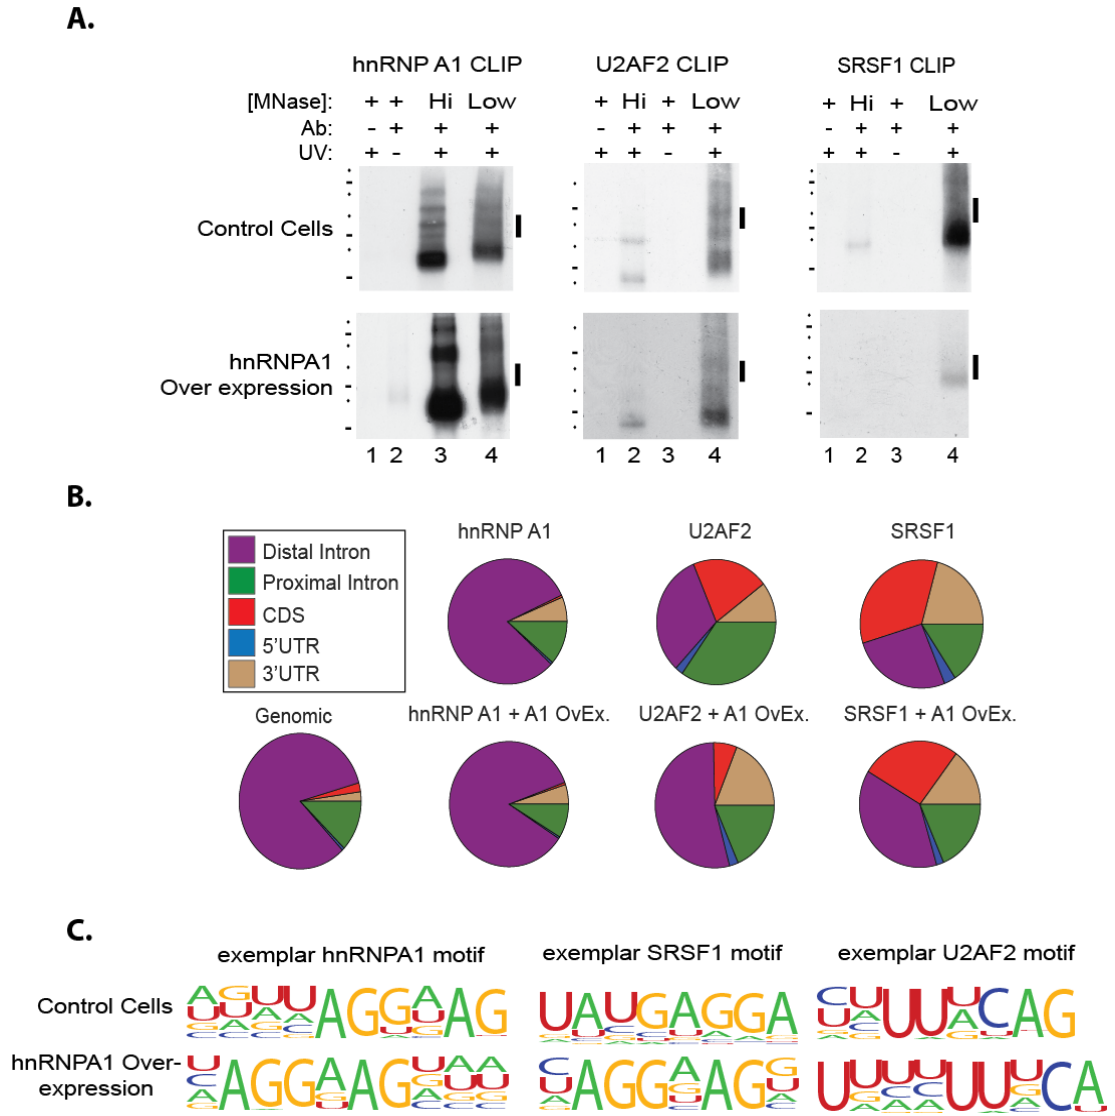 A.
hnRNP A1 CLIP U2AF2 CLIP SRSF1 CLIP
[MNase]: + + Hi Low + Hi + Low + Hi + Low
Ab: - + + + - + + + - + + +
UV: + - + + + + - + + + - +
Control Cells
hnRNPA1
Over expression
1 2 3 4 1 2 3 4 1 2 3 4
B.
Distal Intron
Proximal Intron
CDS
5'UTR
3'UTR
hnRNP A1 U2AF2 SRSF1
Genomic hnRNP A1 + A1 OvEx. U2AF2 + A1 OvEx. SRSF1 + A1 OvEx.
C.
exemplar hnRNPA1 motif exemplar SRSF1 motif exemplar U2AF2 motif
Control Cells
hnRNPA1 Over-
expression